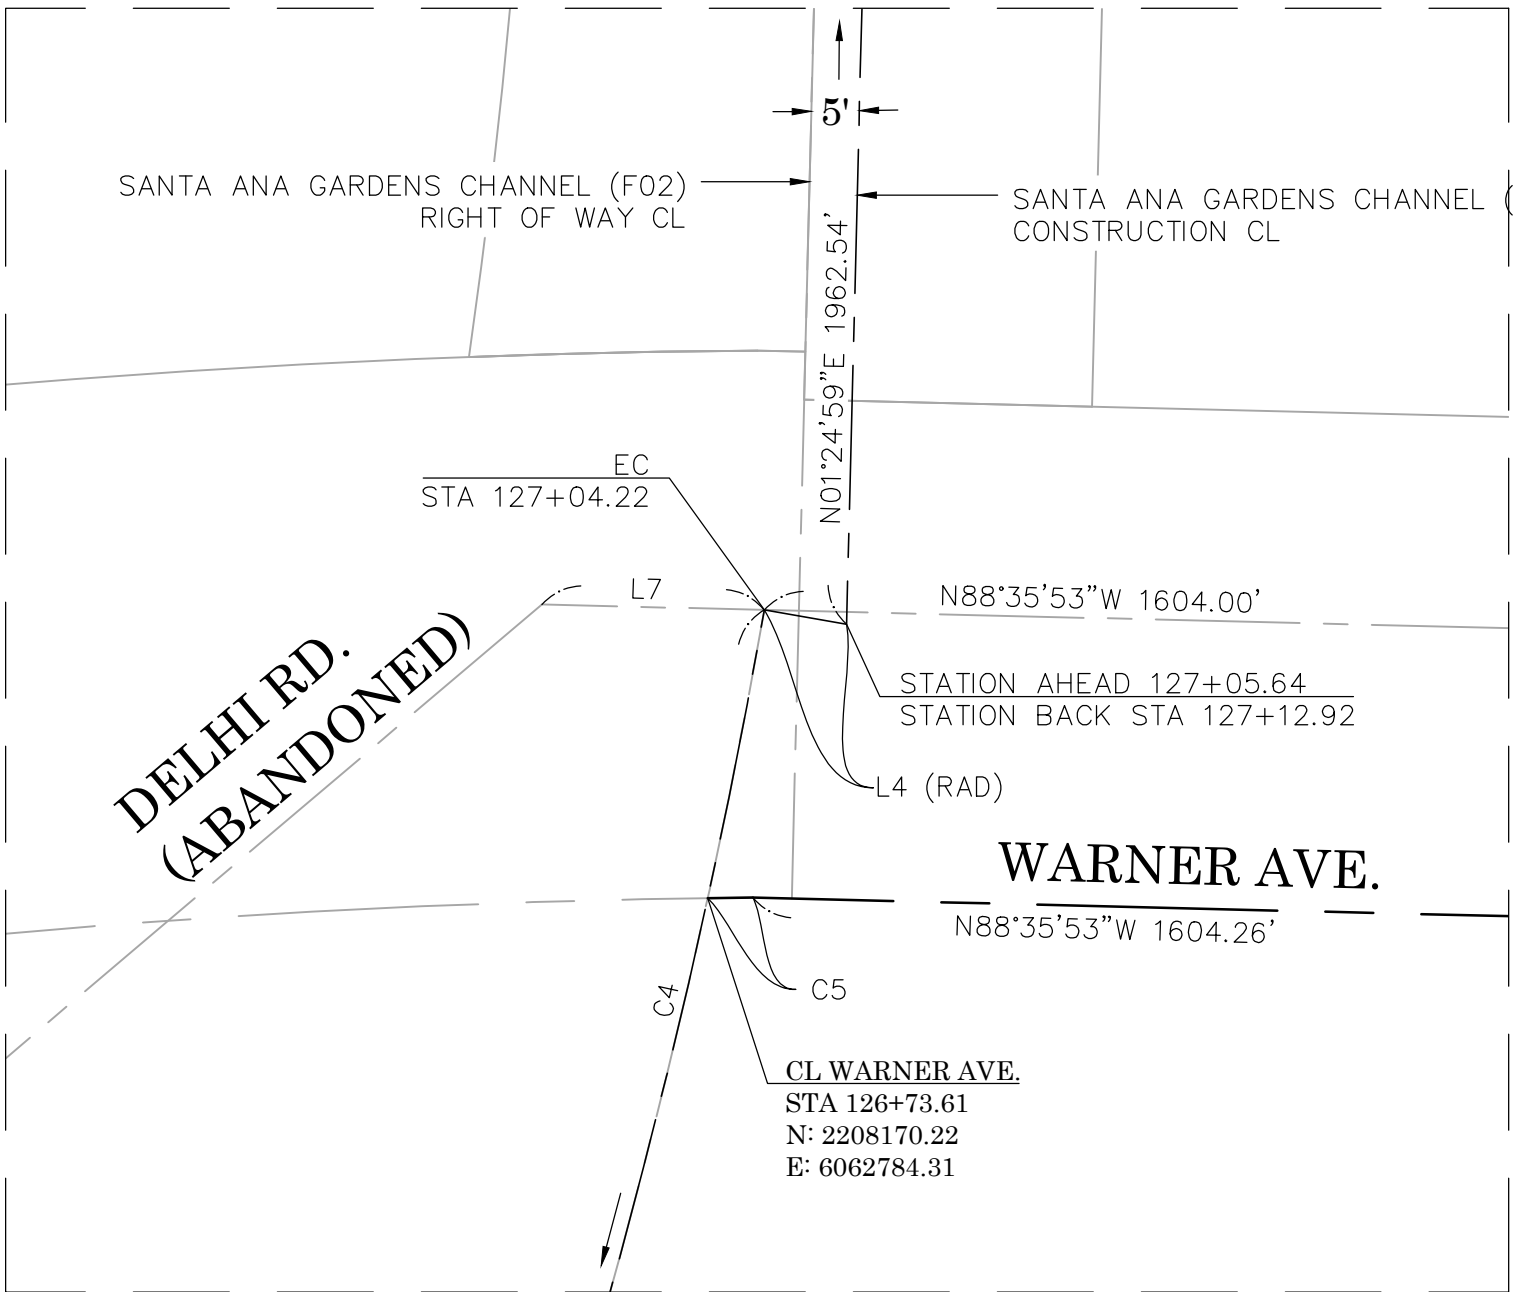 5'
SANTA ANA GARDENS CHANNEL (F02)
RIGHT OF WAY CL
SANTA ANA GARDENS CHANNEL (
CONSTRUCTION CL
N01°24'59"E 1962.54'
EC
STA 127+04.22
L7
N88°35'53"W 1604.00'
DELHI RD.
(ABANDONED)
STATION AHEAD 127+05.64
STATION BACK STA 127+12.92
L4 (RAD)
WARNER AVE.
N88°35'53"W 1604.26'
C4
C5
CL WARNER AVE.
STA 126+73.61
N: 2208170.22
E: 6062784.31